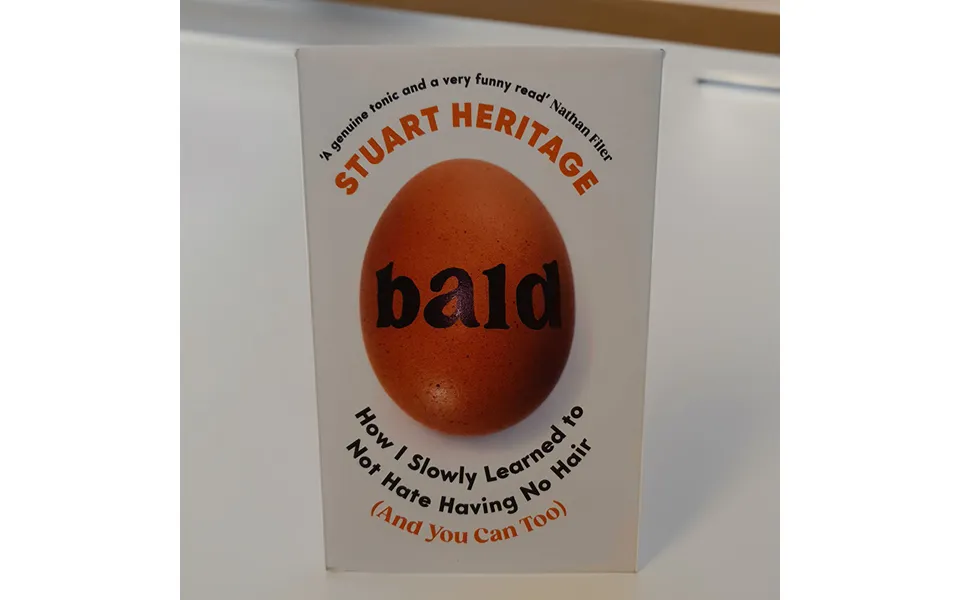 ‘A genuine tonic and a very funny read’ Nathan Filer
STUART HERITAGE
bald
How I Slowly Learned to
Not Hate Having No Hair
(And You Can Too)